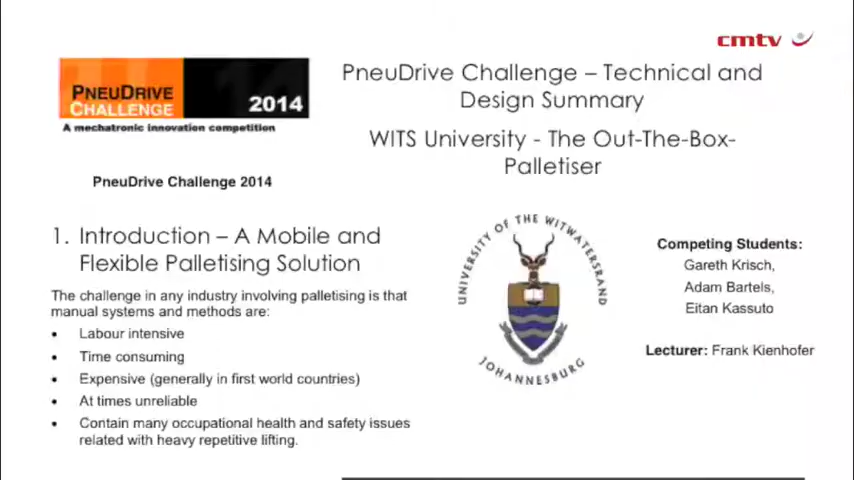 cmtv
PNEUDRIVE
CHALLENGE
2014
A mechatronic innovation competition
PneuDrive Challenge 2014
PneuDrive Challenge – Technical and
Design Summary
WITS University - The Out-The-Box-
Palletiser
1. Introduction – A Mobile and
Flexible Palletising Solution
The challenge in any industry involving palletising is that
manual systems and methods are:
• Labour intensive
• Time consuming
• Expensive (generally in first world countries)
• At times unreliable
• Contain many occupational health and safety issues
related with heavy repetitive lifting.
UNIVERSITY OF THE WITWATERSRAND
JOHANNESBURG
Competing Students:
Gareth Krisch,
Adam Bartels,
Eitan Kassuto
Lecturer: Frank Kienhofer